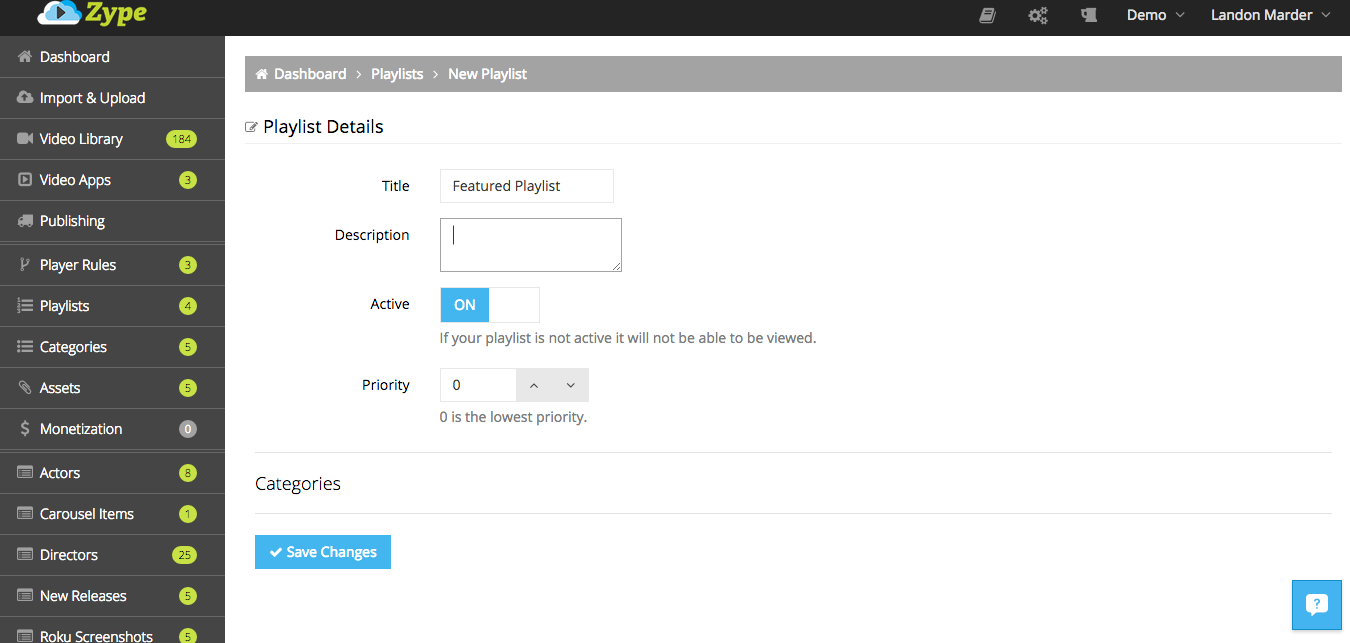 Zype
Demo
Landon Marder
Dashboard
Import & Upload
Video Library 184
Video Apps 3
Publishing
Player Rules 3
Playlists 4
Categories 5
Assets 5
Monetization 0
Actors 8
Carousel Items 1
Directors 25
New Releases 5
Roku Screenshots 5
Dashboard > Playlists > New Playlist
Playlist Details
Title Featured Playlist
Description
Active ON
If your playlist is not active it will not be able to be viewed.
Priority 0
0 is the lowest priority.
Categories
Save Changes
?